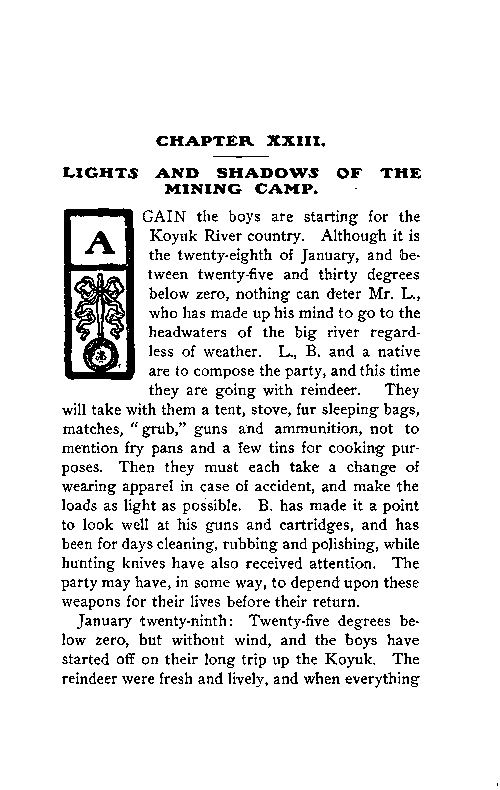 CHAPTER XXIII.
LIGHTS AND SHADOWS OF THE
MINING CAMP.
AGAIN the boys are starting for the
Koyuk River country. Although it is
the twenty-eighth of January, and be-
tween twenty-five and thirty degrees
below zero, nothing can deter Mr. L.,
who has made up his mind to go to the
headwaters of the big river regard-
less of weather. L., B. and a native
are to compose the party, and this time
they are going with reindeer. They
will take with them a tent, stove, fur sleeping bags,
matches, "grub," guns and ammunition, not to
mention fry pans and a few tins for cooking pur-
poses. Then they must each take a change of
wearing apparel in case of accident, and make the
loads as light as possible. B. has made it a point
to look well at his guns and cartridges, and has
been for days cleaning, rubbing and polishing, while
hunting knives have also received attention. The
party may have, in some way, to depend upon these
weapons for their lives before their return.
January twenty-ninth: Twenty-five degrees be-
low zero, but without wind, and the boys have
started off on their long trip up the Koyuk. The
reindeer were fresh and lively, and when everything